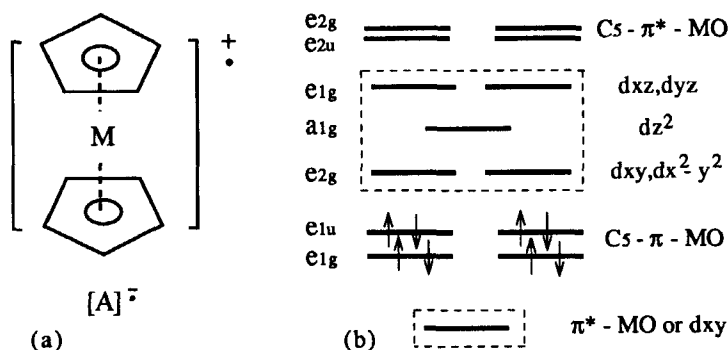 +
•
M
[A]⁻•
(a)
(b)
e2g
e2u
C5 - π* - MO
e1g
dxz,dyz
a1g
dz²
e2g
dxy,dx² - y²
e1u
C5 - π - MO
e1g
π* - MO or dxy